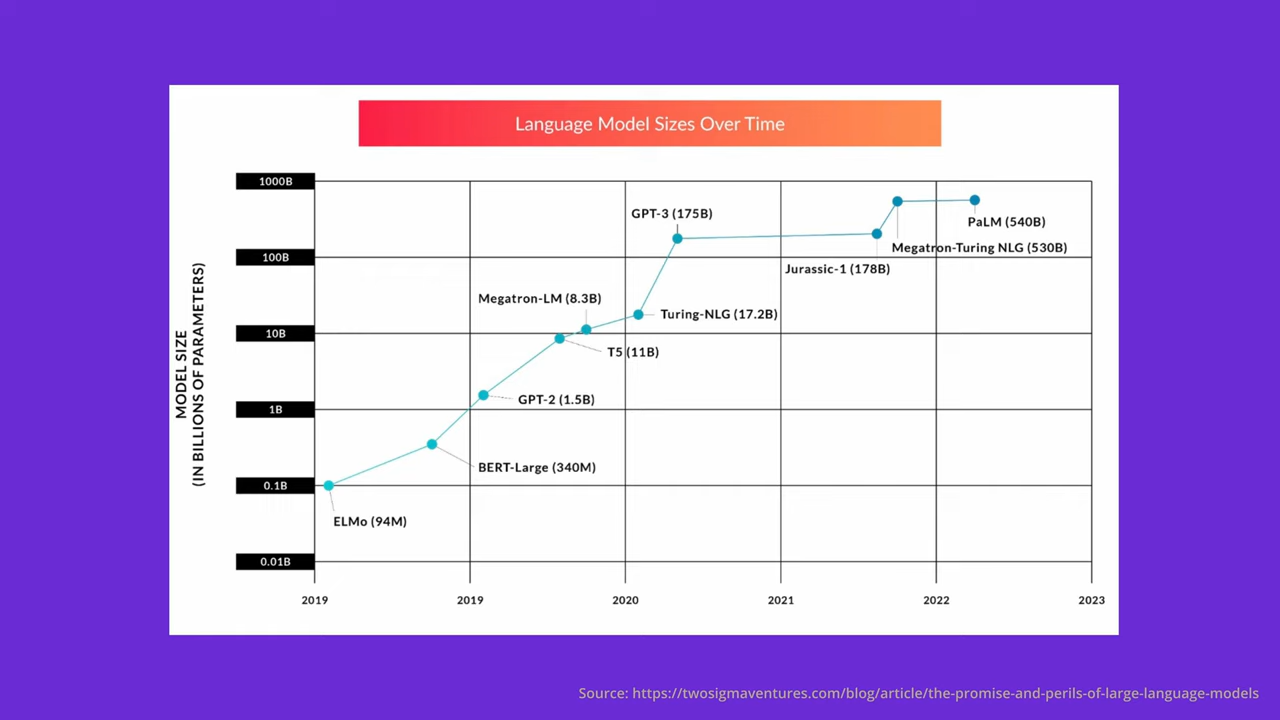 Language Model Sizes Over Time
1000B
GPT-3 (175B)
PaLM (540B)
Megatron-Turing NLG (530B)
100B
Jurassic-1 (178B)
Megatron-LM (8.3B)
Turing-NLG (17.2B)
10B
T5 (11B)
GPT-2 (1.5B)
1B
BERT-Large (340M)
0.1B
ELMo (94M)
0.01B
MODEL SIZE
(IN BILLIONS OF PARAMETERS)
2019 2019 2020 2021 2022 2023
Source: https://twosigmaventures.com/blog/article/the-promise-and-perils-of-large-language-models